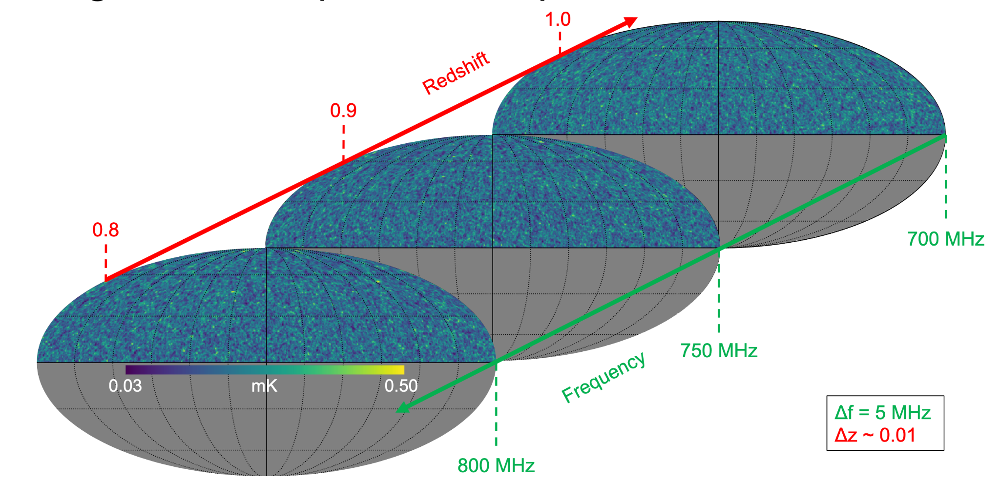 1.0
Redshift
0.9
0.8
700 MHz
750 MHz
Frequency
0.03 mK 0.50
Δf = 5 MHz
Δz ~ 0.01
800 MHz